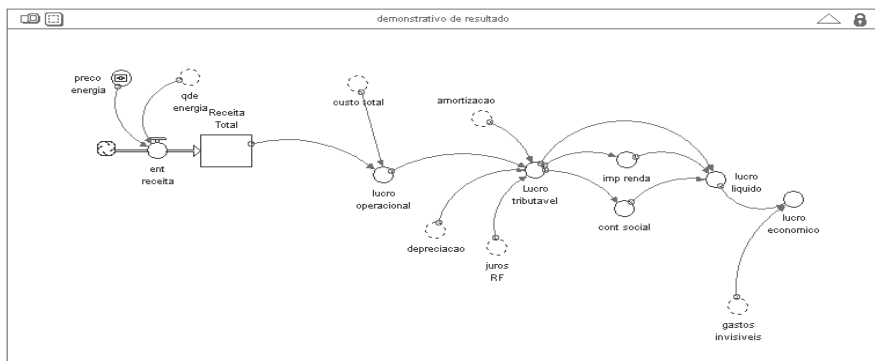 demonstrativo de resultado
preco
energia
qde
energia
Receita
Total
ent
receita
custo total
lucro
operacional
amortizacao
depreciacao
juros
RF
Lucro
tributavel
imp renda
cont social
lucro
liquido
lucro
economico
gastos
invisiveis